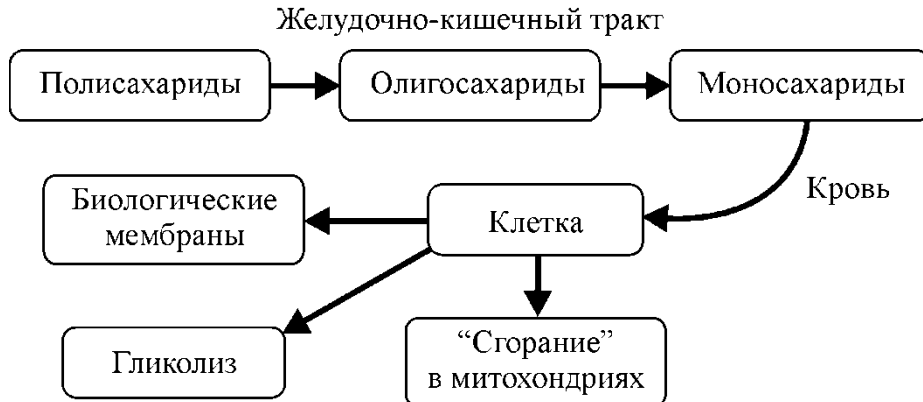 Желудочно-кишечный тракт
Полисахариды
Олигосахариды
Моносахариды
Кровь
Биологические
мембраны
Клетка
Гликолиз
“Сгорание”
в митохондриях